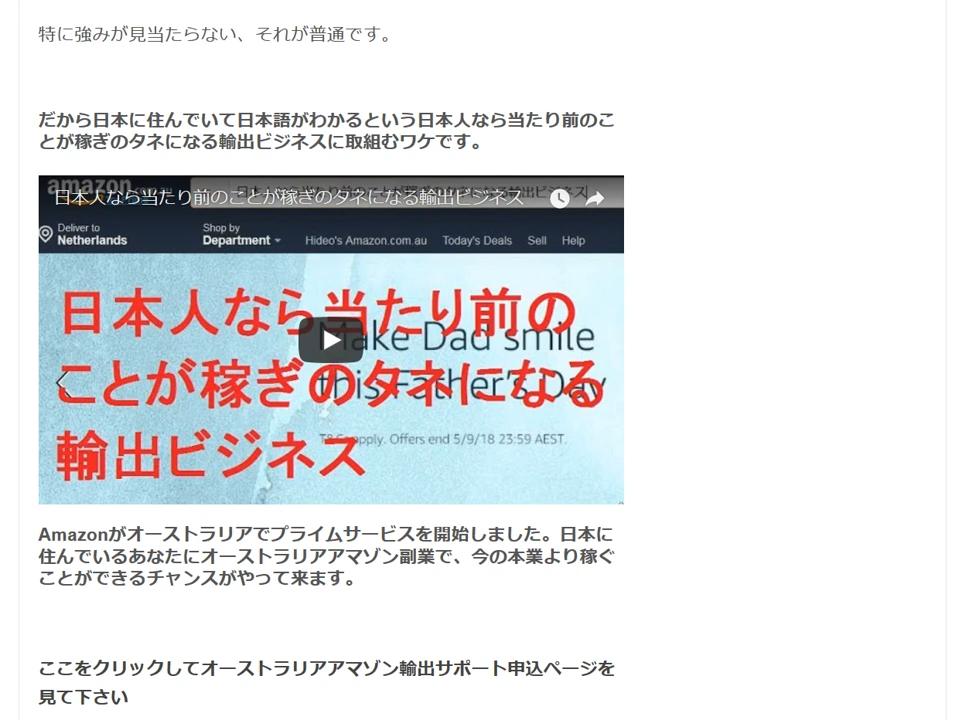 特に強みが見当たらない、それが普通です。
だから日本に住んでいて日本語がわかるという日本人なら当たり前のこ
とが稼ぎのタネになる輸出ビジネスに取組むワケです。
amazon
日本人なら当たり前のことが稼ぎのタネになる輸出ビジネス
Deliver to
Netherlands
Shop by
Department
Hideo's Amazon.com.au
Today's Deals
Sell
Help
日本人なら当たり前の
ことが稼ぎのタネになる
輸出ビジネス
Make Dad smile
this Father's Day
apply. Offers end 5/9/18 23:59 AEST.
Amazonがオーストラリアでプライムサービスを開始しました。日本に
住んでいるあなたにオーストラリアアマゾン副業で、今の本業より稼ぐ
ことができるチャンスがやって来ます。
ここをクリックしてオーストラリアアマゾン輸出サポート申込ページを
見て下さい